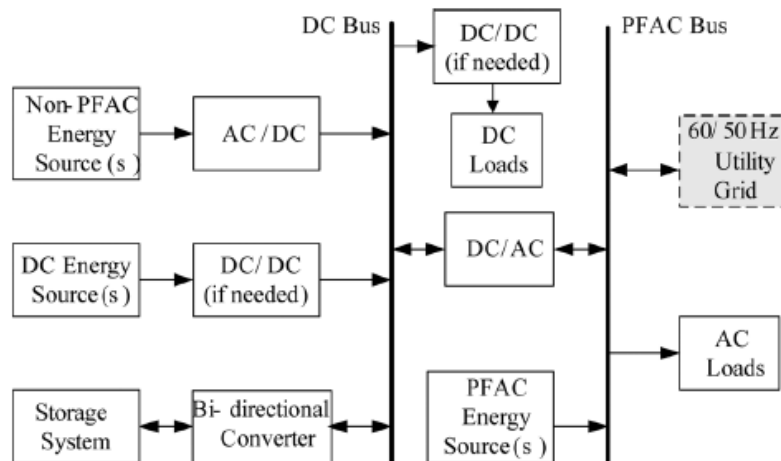 DC Bus
DC/DC
(if needed)
PFAC Bus
Non-PFAC
Energy
Source(s)
AC/DC
DC
Loads
60/50Hz
Utility
Grid
DC Energy
Source(s)
DC/DC
(if needed)
DC/AC
Storage
System
Bi-directional
Converter
PFAC
Energy
Source(s)
AC
Loads